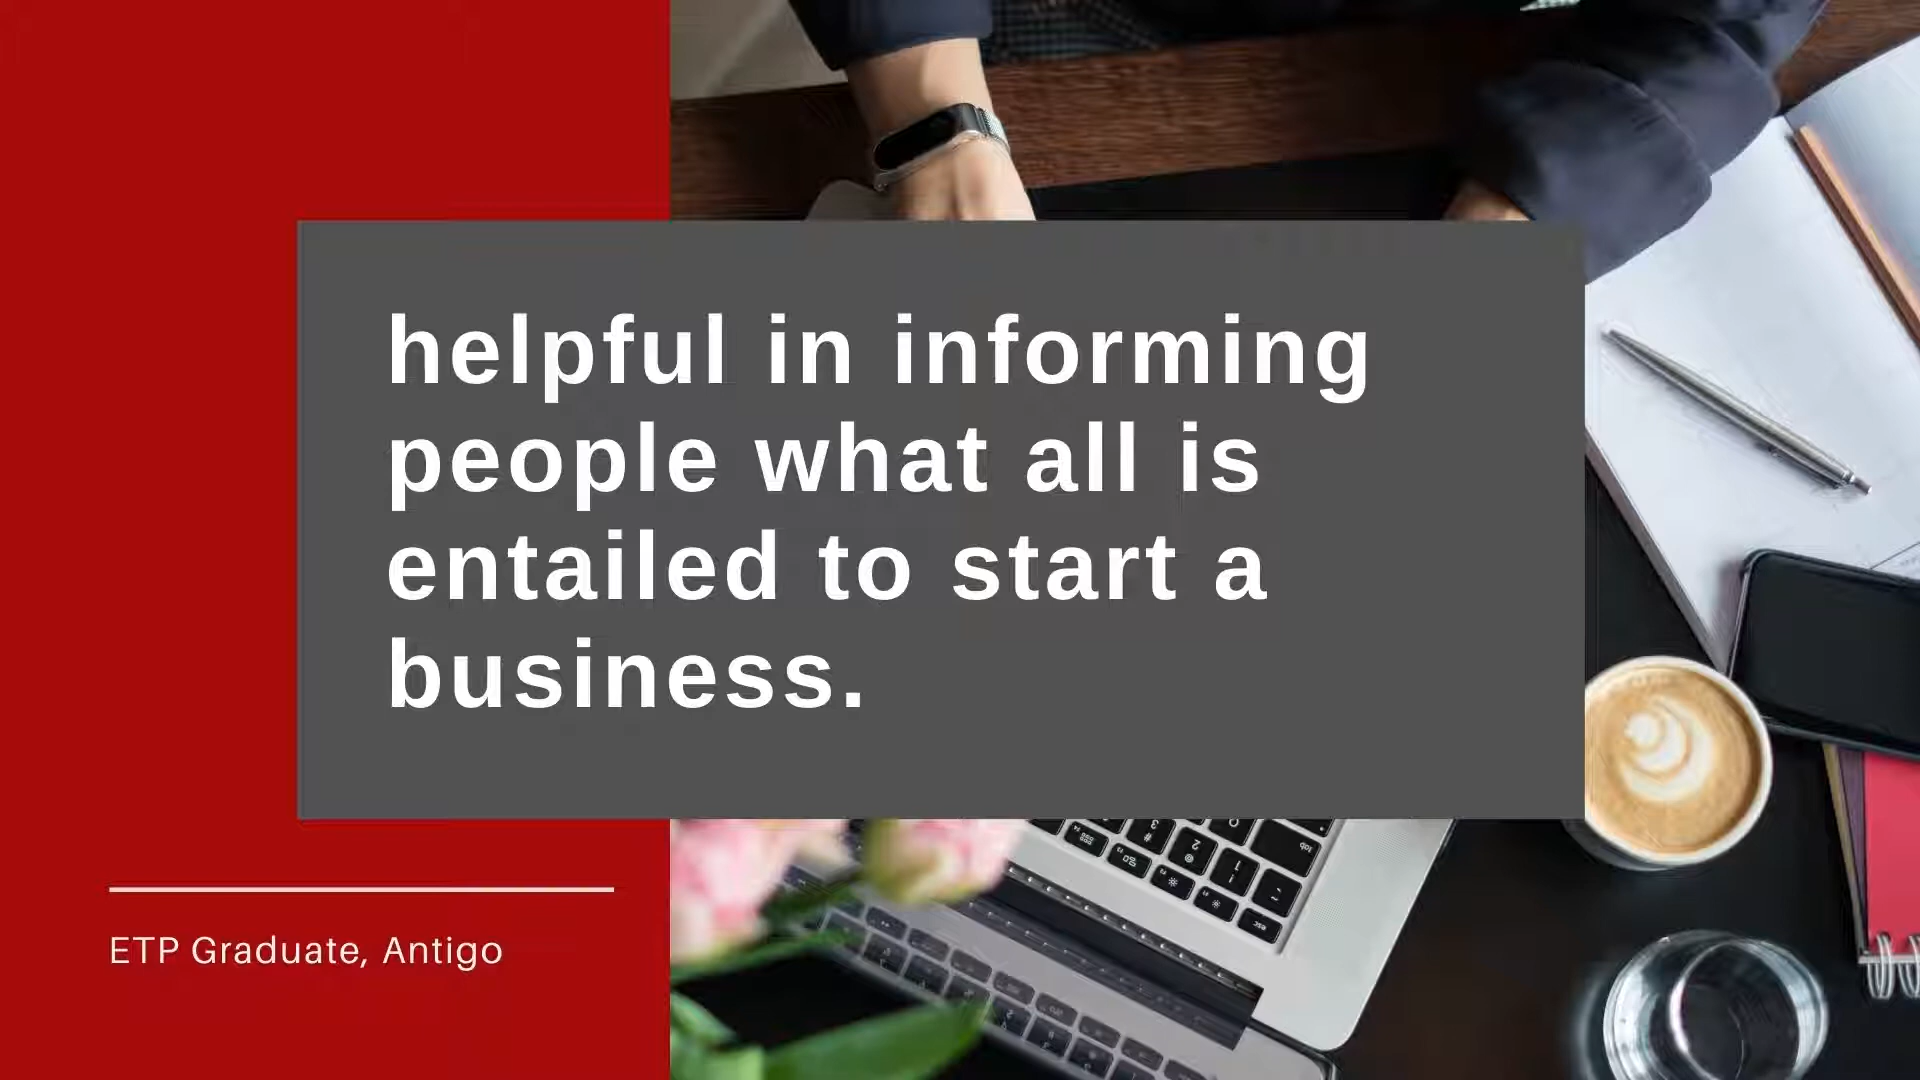 helpful in informing
people what all is
entailed to start a
business.
ETP Graduate, Antigo